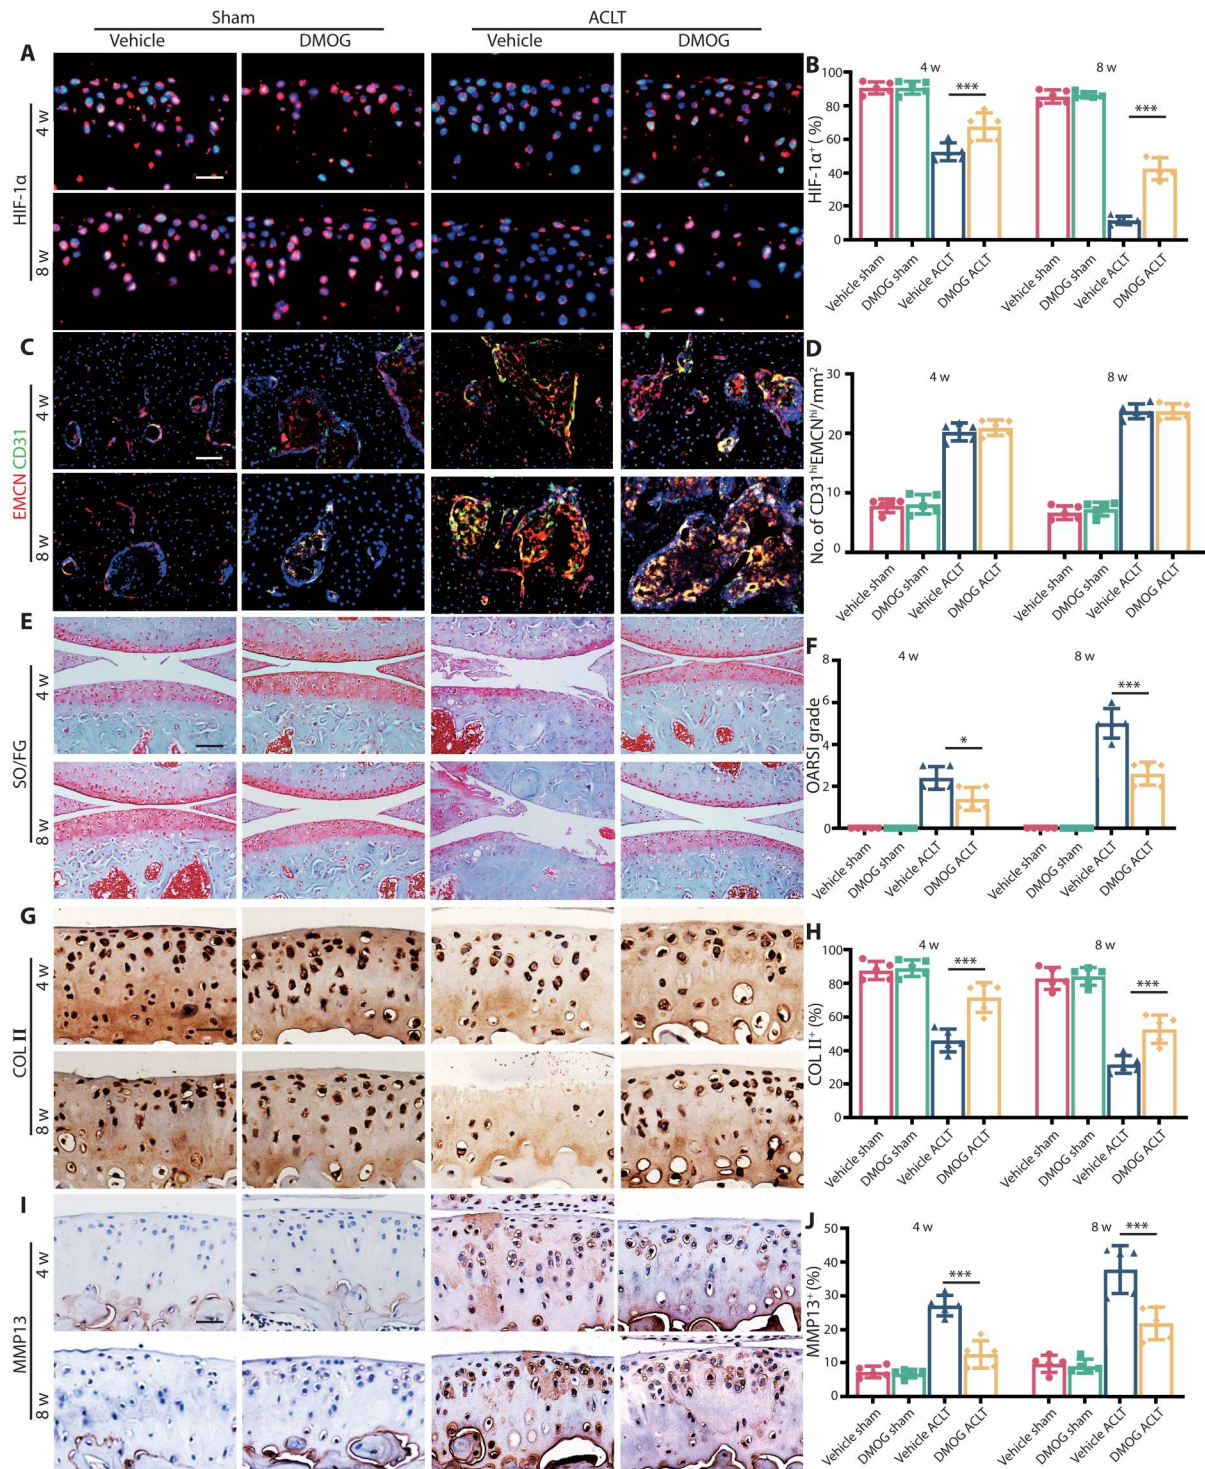 Sham
ACLT
Vehicle
DMOG
Vehicle
DMOG
A
4 w
HIF-1α
8 w
B
HIF-1α⁺ (%)
4 w
8 w
***
***
100
80
60
40
20
0
Vehicle sham
DMOG sham
Vehicle ACLT
DMOG ACLT
Vehicle sham
DMOG sham
Vehicle ACLT
DMOG ACLT
C
4 w
EMCN CD31
8 w
D
No. of CD31ʰⁱEMCNʰⁱ/mm²
4 w
8 w
30
20
10
0
Vehicle sham
DMOG sham
Vehicle ACLT
DMOG ACLT
Vehicle sham
DMOG sham
Vehicle ACLT
DMOG ACLT
E
4 w
SO/FG
8 w
F
OARSI grade
4 w
8 w
*
***
8
6
4
2
0
Vehicle sham
DMOG sham
Vehicle ACLT
DMOG ACLT
Vehicle sham
DMOG sham
Vehicle ACLT
DMOG ACLT
G
4 w
COL II
8 w
H
COL II⁺ (%)
4 w
8 w
***
***
100
80
60
40
20
0
Vehicle sham
DMOG sham
Vehicle ACLT
DMOG ACLT
Vehicle sham
DMOG sham
Vehicle ACLT
DMOG ACLT
I
4 w
MMP13
8 w
J
MMP13⁺ (%)
4 w
8 w
***
***
50
40
30
20
10
0
Vehicle sham
DMOG sham
Vehicle ACLT
DMOG ACLT
Vehicle sham
DMOG sham
Vehicle ACLT
DMOG ACLT